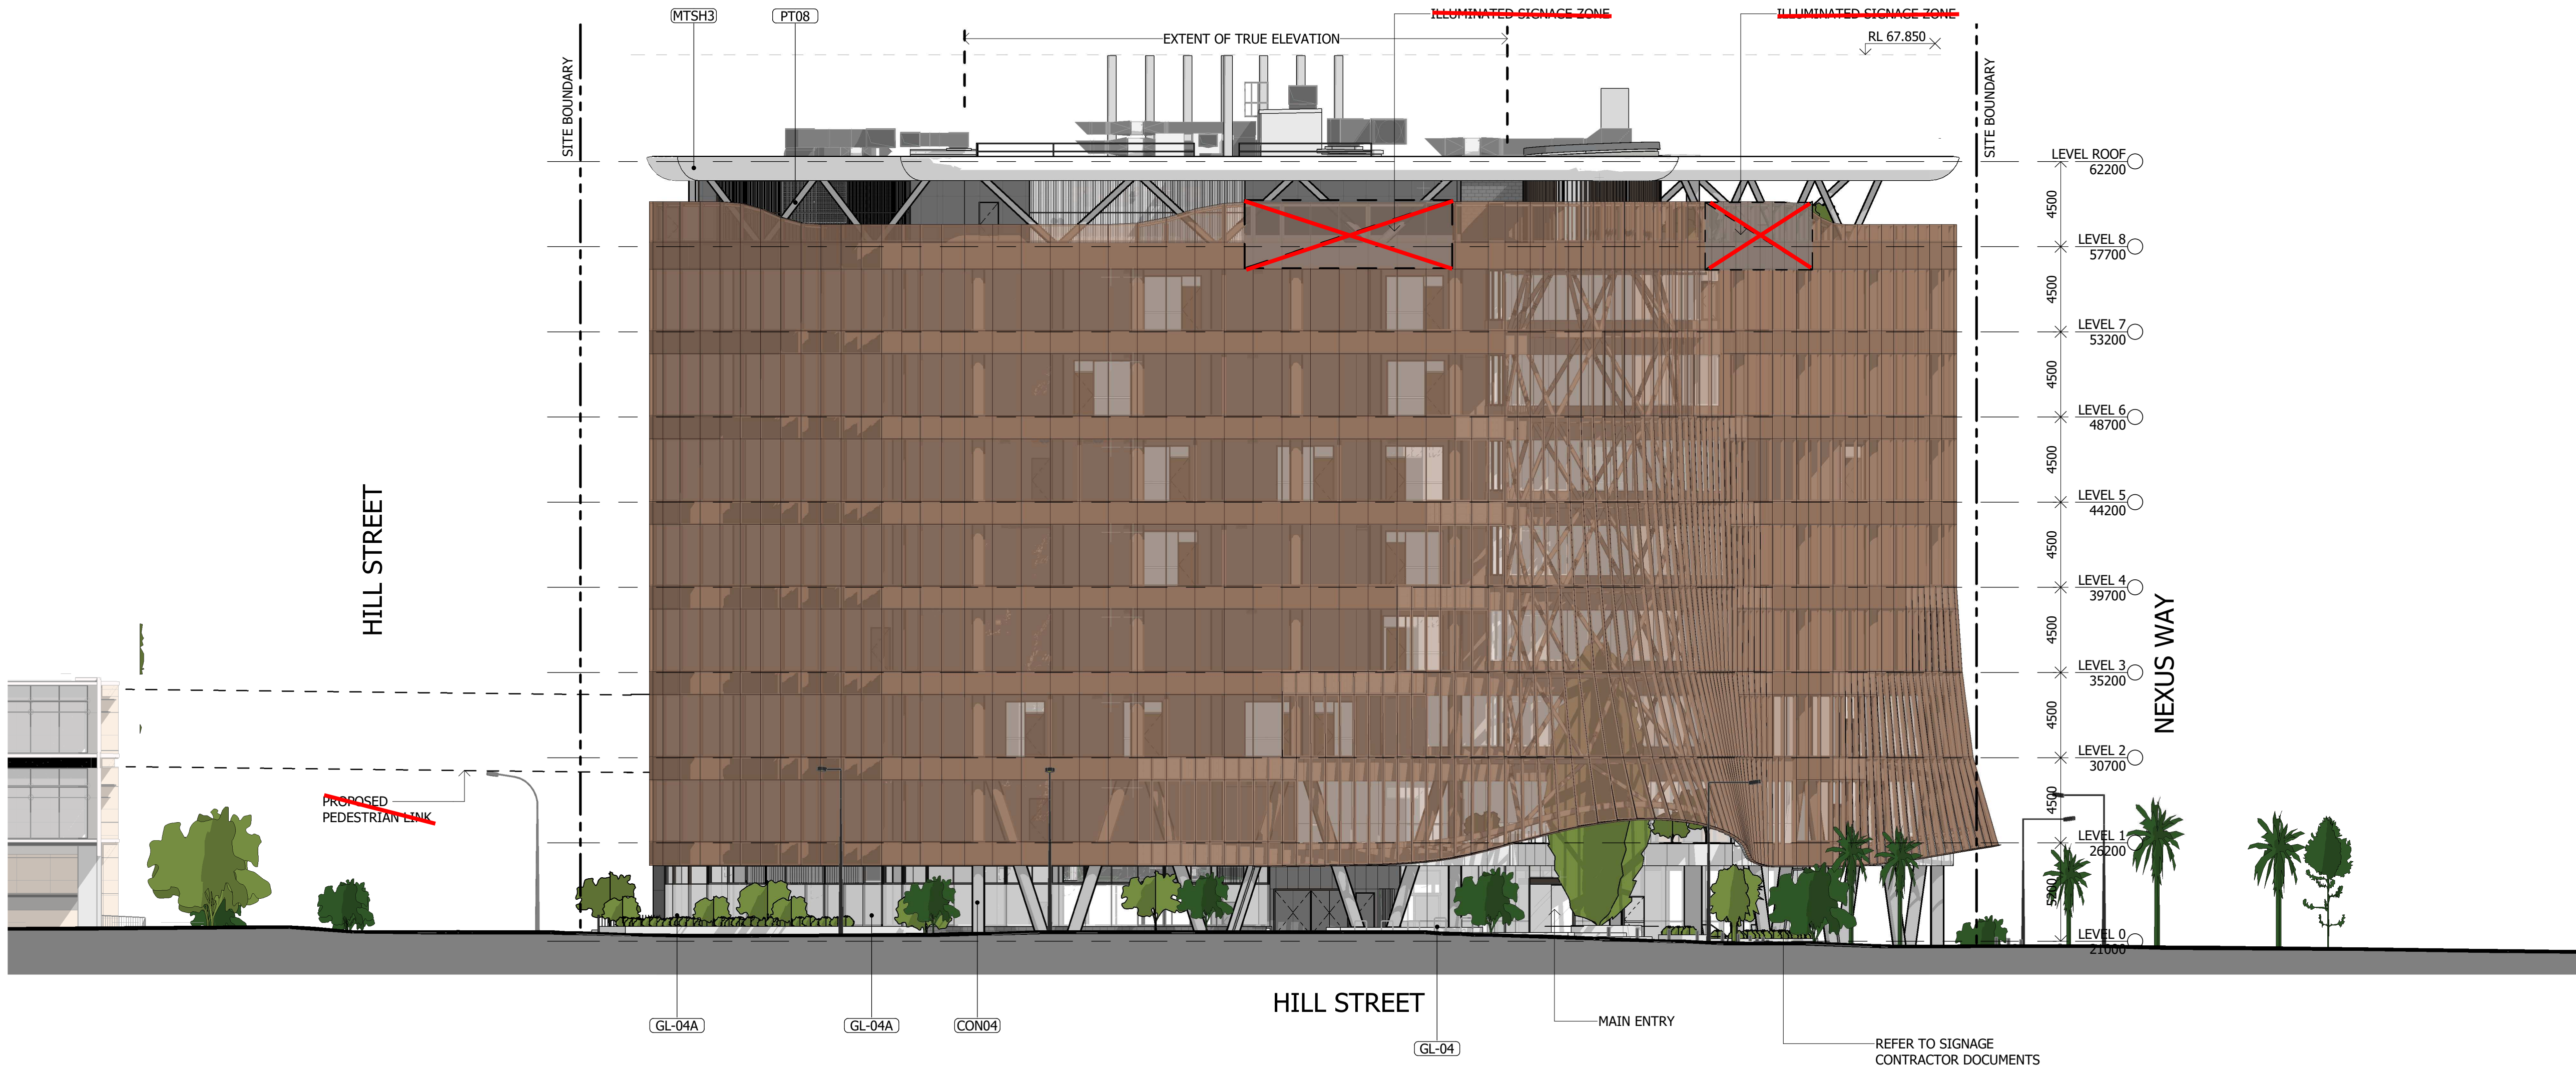 MTSH3
PT08
ILLUMINATED SIGNAGE ZONE
ILLUMINATED SIGNAGE ZONE
EXTENT OF TRUE ELEVATION
RL 67.850
SITE BOUNDARY
SITE BOUNDARY
LEVEL ROOF
62200
4500
LEVEL 8
57700
4500
LEVEL 7
53200
4500
LEVEL 6
48700
4500
LEVEL 5
44200
4500
LEVEL 4
39700
4500
LEVEL 3
35200
4500
LEVEL 2
30700
4500
LEVEL 1
26200
5200
LEVEL 0
21000
HILL STREET
NEXUS WAY
PROPOSED
PEDESTRIAN LINK
HILL STREET
GL-04A
GL-04A
CON04
GL-04
MAIN ENTRY
REFER TO SIGNAGE
CONTRACTOR DOCUMENTS